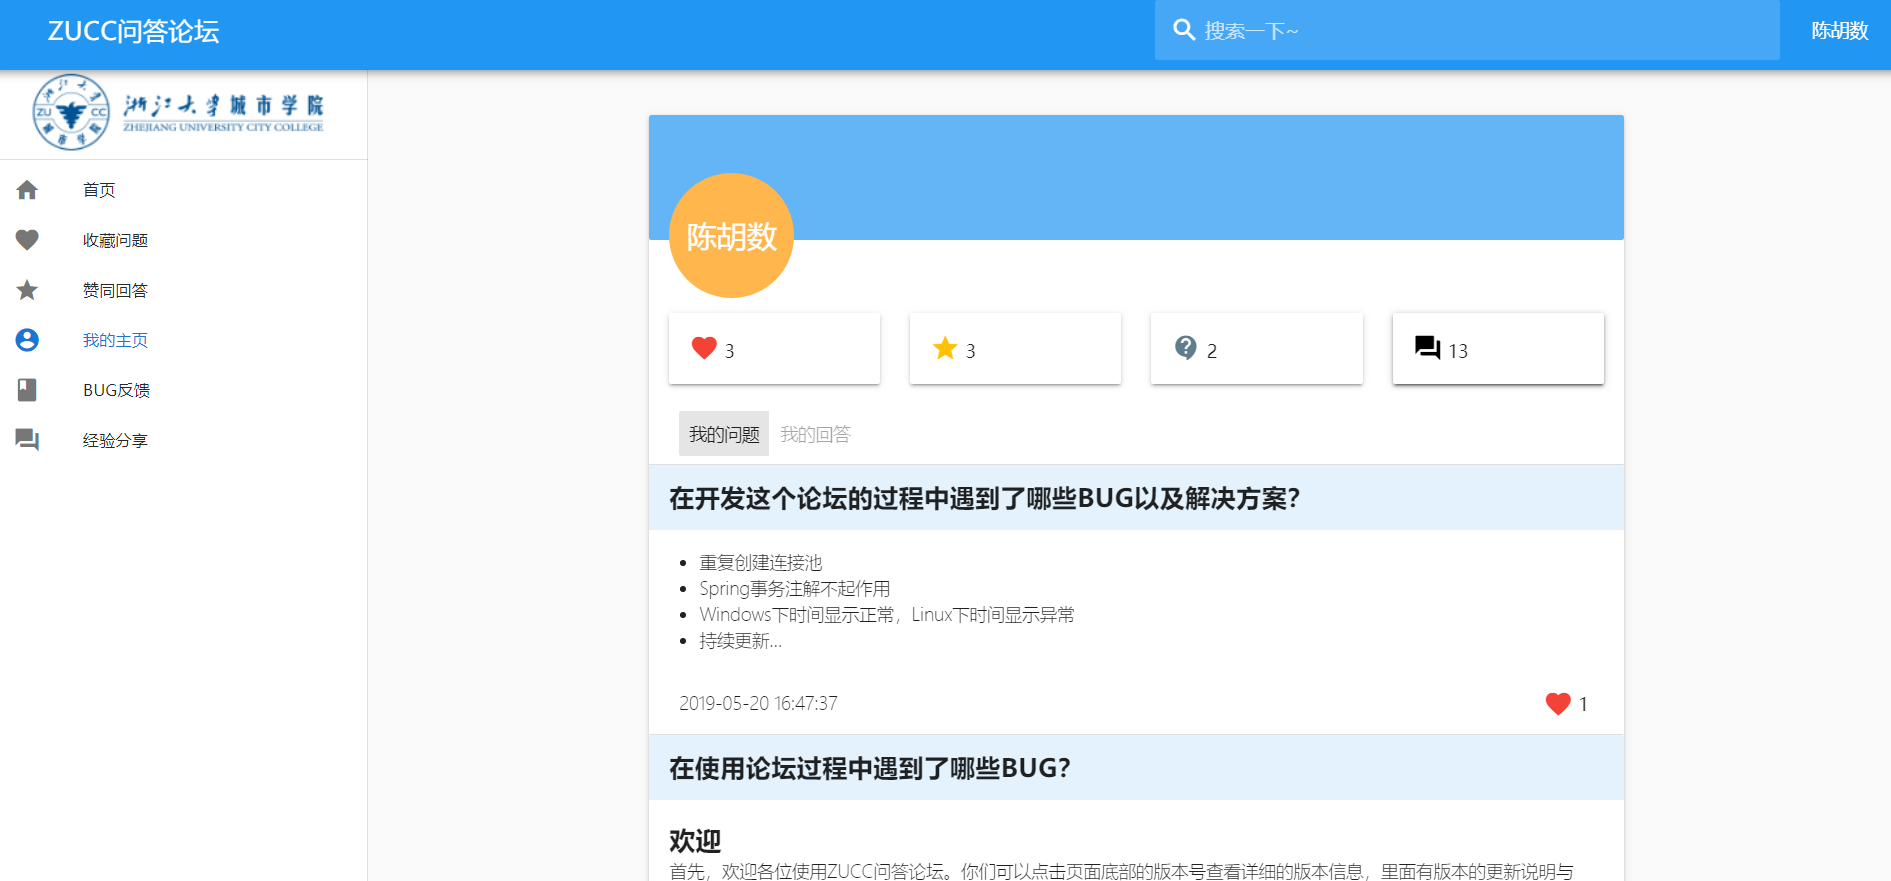 ZUCC问答论坛
搜索一下~
陈胡数
浙江大学城市学院
ZHEJIANG UNIVERSITY CITY COLLEGE
ZU CC
首页
收藏问题
赞同回答
我的主页
BUG反馈
经验分享
陈胡数
3
3
2
13
我的问题 我的回答
在开发这个论坛的过程中遇到了哪些BUG以及解决方案?
重复创建连接池
Spring事务注解不起作用
Windows下时间显示正常，Linux下时间显示异常
持续更新...
2019-05-20 16:47:37
1
在使用论坛过程中遇到了哪些BUG?
欢迎
首先，欢迎各位使用ZUCC问答论坛。你们可以点击页面底部的版本号查看详细的版本信息，里面有版本的更新说明与